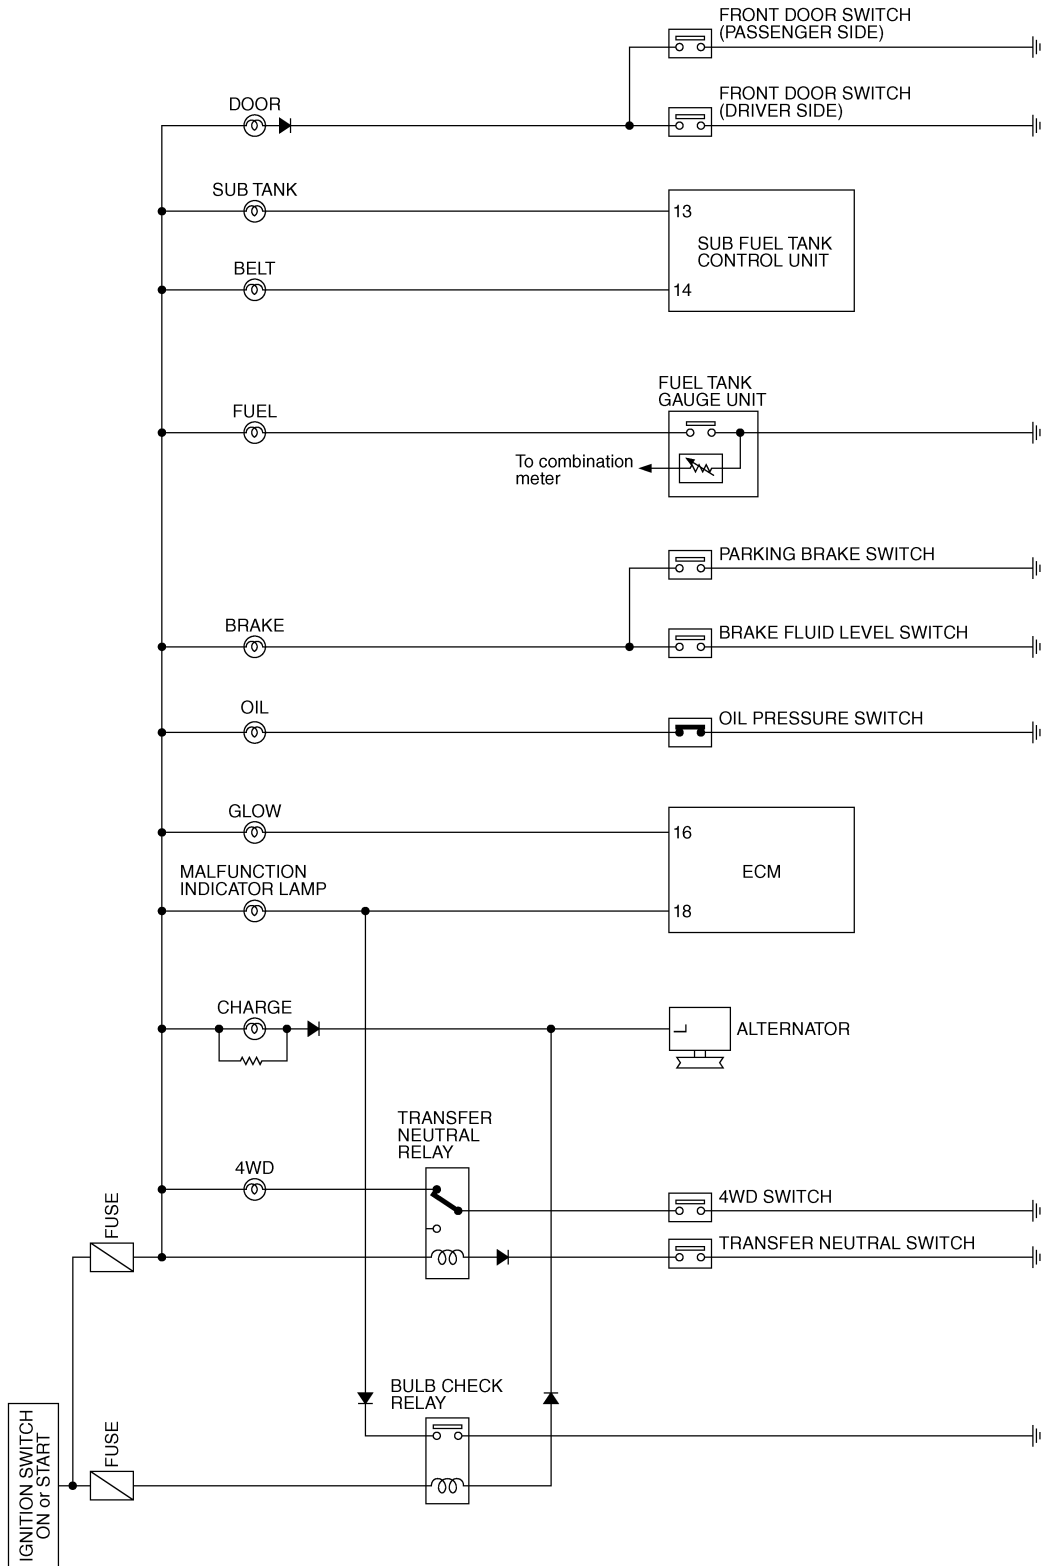 FRONT DOOR SWITCH
(PASSENGER SIDE)
FRONT DOOR SWITCH
(DRIVER SIDE)
DOOR
SUB TANK
13
SUB FUEL TANK
CONTROL UNIT
BELT
14
FUEL TANK
GAUGE UNIT
FUEL
To combination
meter
PARKING BRAKE SWITCH
BRAKE
BRAKE FLUID LEVEL SWITCH
OIL
OIL PRESSURE SWITCH
GLOW
16
ECM
MALFUNCTION
INDICATOR LAMP
18
CHARGE
L
ALTERNATOR
TRANSFER
NEUTRAL
RELAY
4WD
4WD SWITCH
FUSE
TRANSFER NEUTRAL SWITCH
BULB CHECK
RELAY
FUSE
IGNITION SWITCH
ON or START